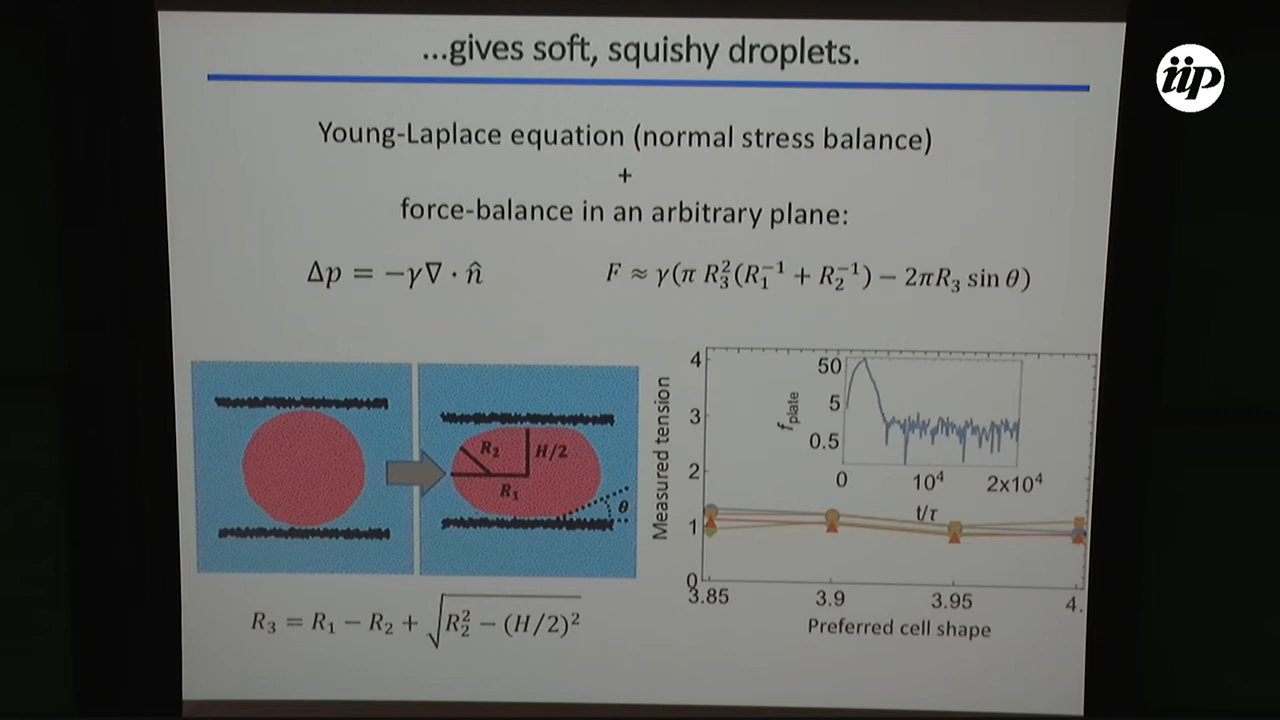 ...gives soft, squishy droplets.
iip
Young-Laplace equation (normal stress balance)
+
force-balance in an arbitrary plane:
Δp = −γ∇ · n̂
F ≈ γ(π R₃²(R₁⁻¹ + R₂⁻¹) − 2πR₃ sin θ)
R₂
H/2
R₁
θ
R₃ = R₁ − R₂ + √(R₂² − (H/2)²)
Measured tension
4
3
2
1
0
3.85
3.9
3.95
4.
Preferred cell shape
f_plate
50
5
0.5
0
10⁴
2x10⁴
t/τ